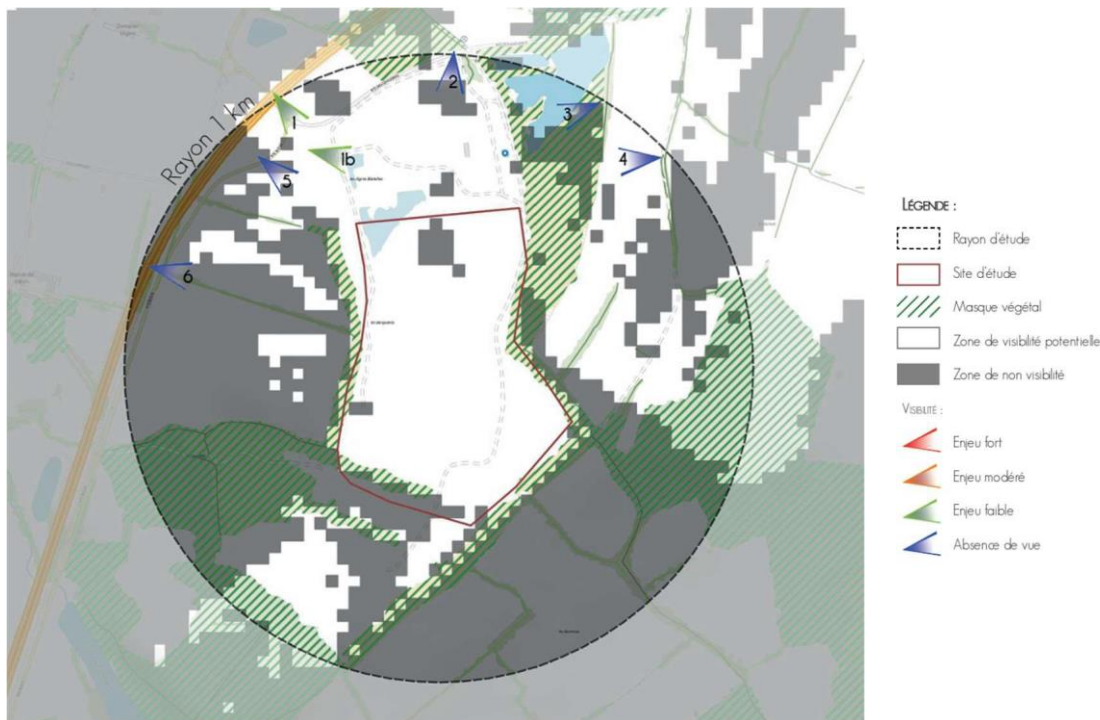 Rayon 1 km
1
2
3
4
5
1b
6
LÉGENDE :
Rayon d'étude
Site d'étude
Masque végétal
Zone de visibilité potentielle
Zone de non visibilité
VISIBILITÉ :
Enjeu fort
Enjeu modéré
Enjeu faible
Absence de vue